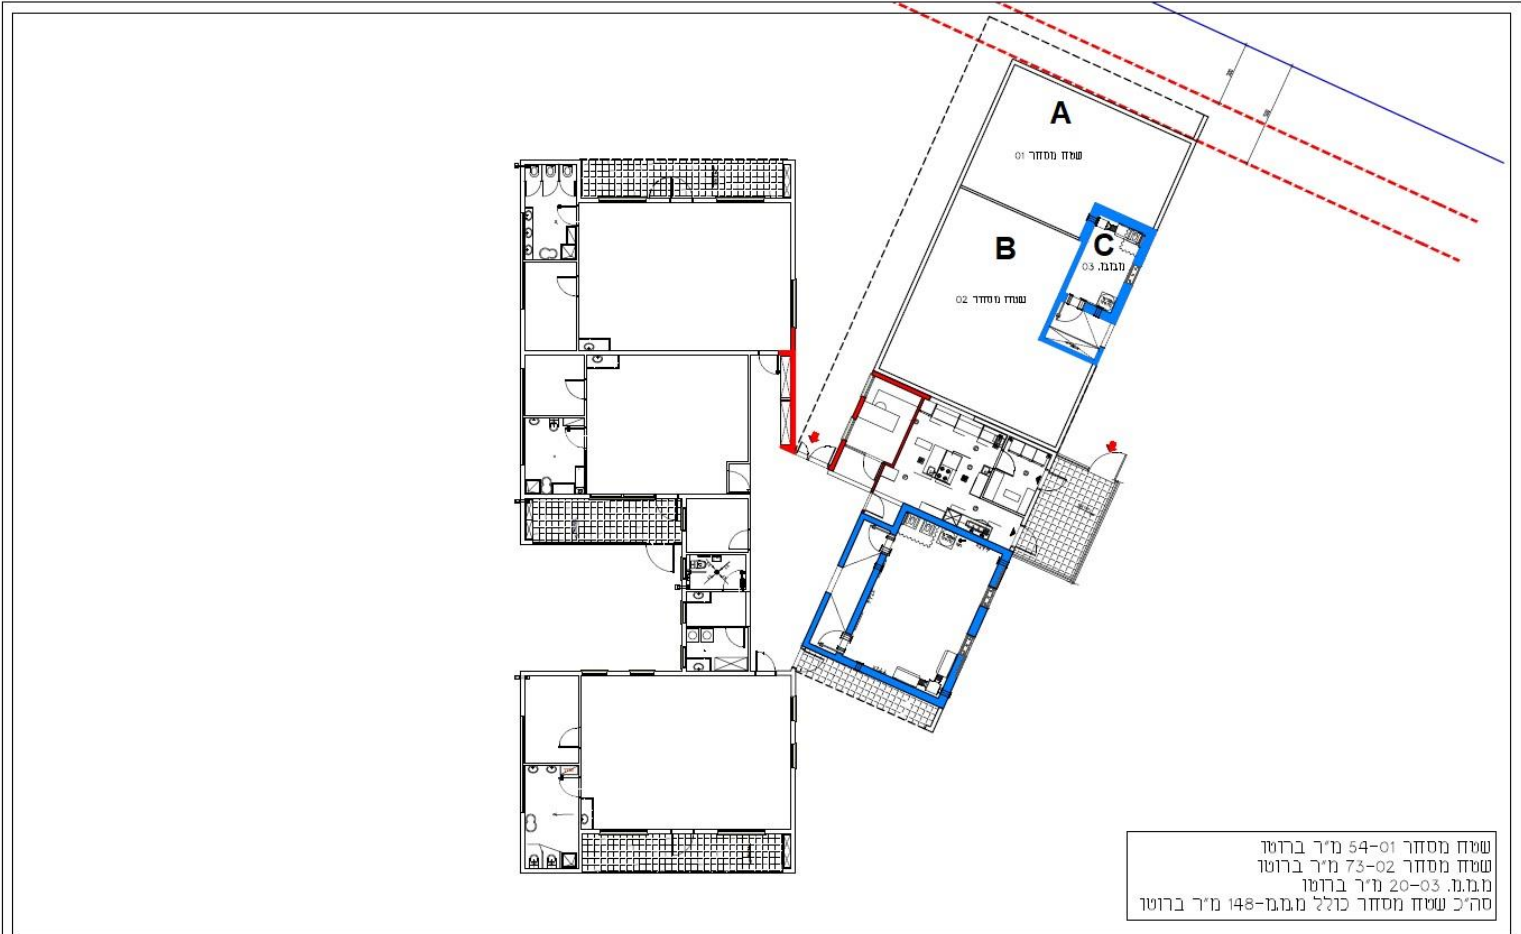 A
שטח מסחר 01
B
C
ממ.מ. 03
שטח מסחר 02
שטח מסחר 01-54 מ"ר ברוטו
שטח מסחר 02-73 מ"ר ברוטו
ממ.מ. 03-20 מ"ר ברוטו
סה"כ שטח מסחר כולל ממ.מ-148 מ"ר ברוטו